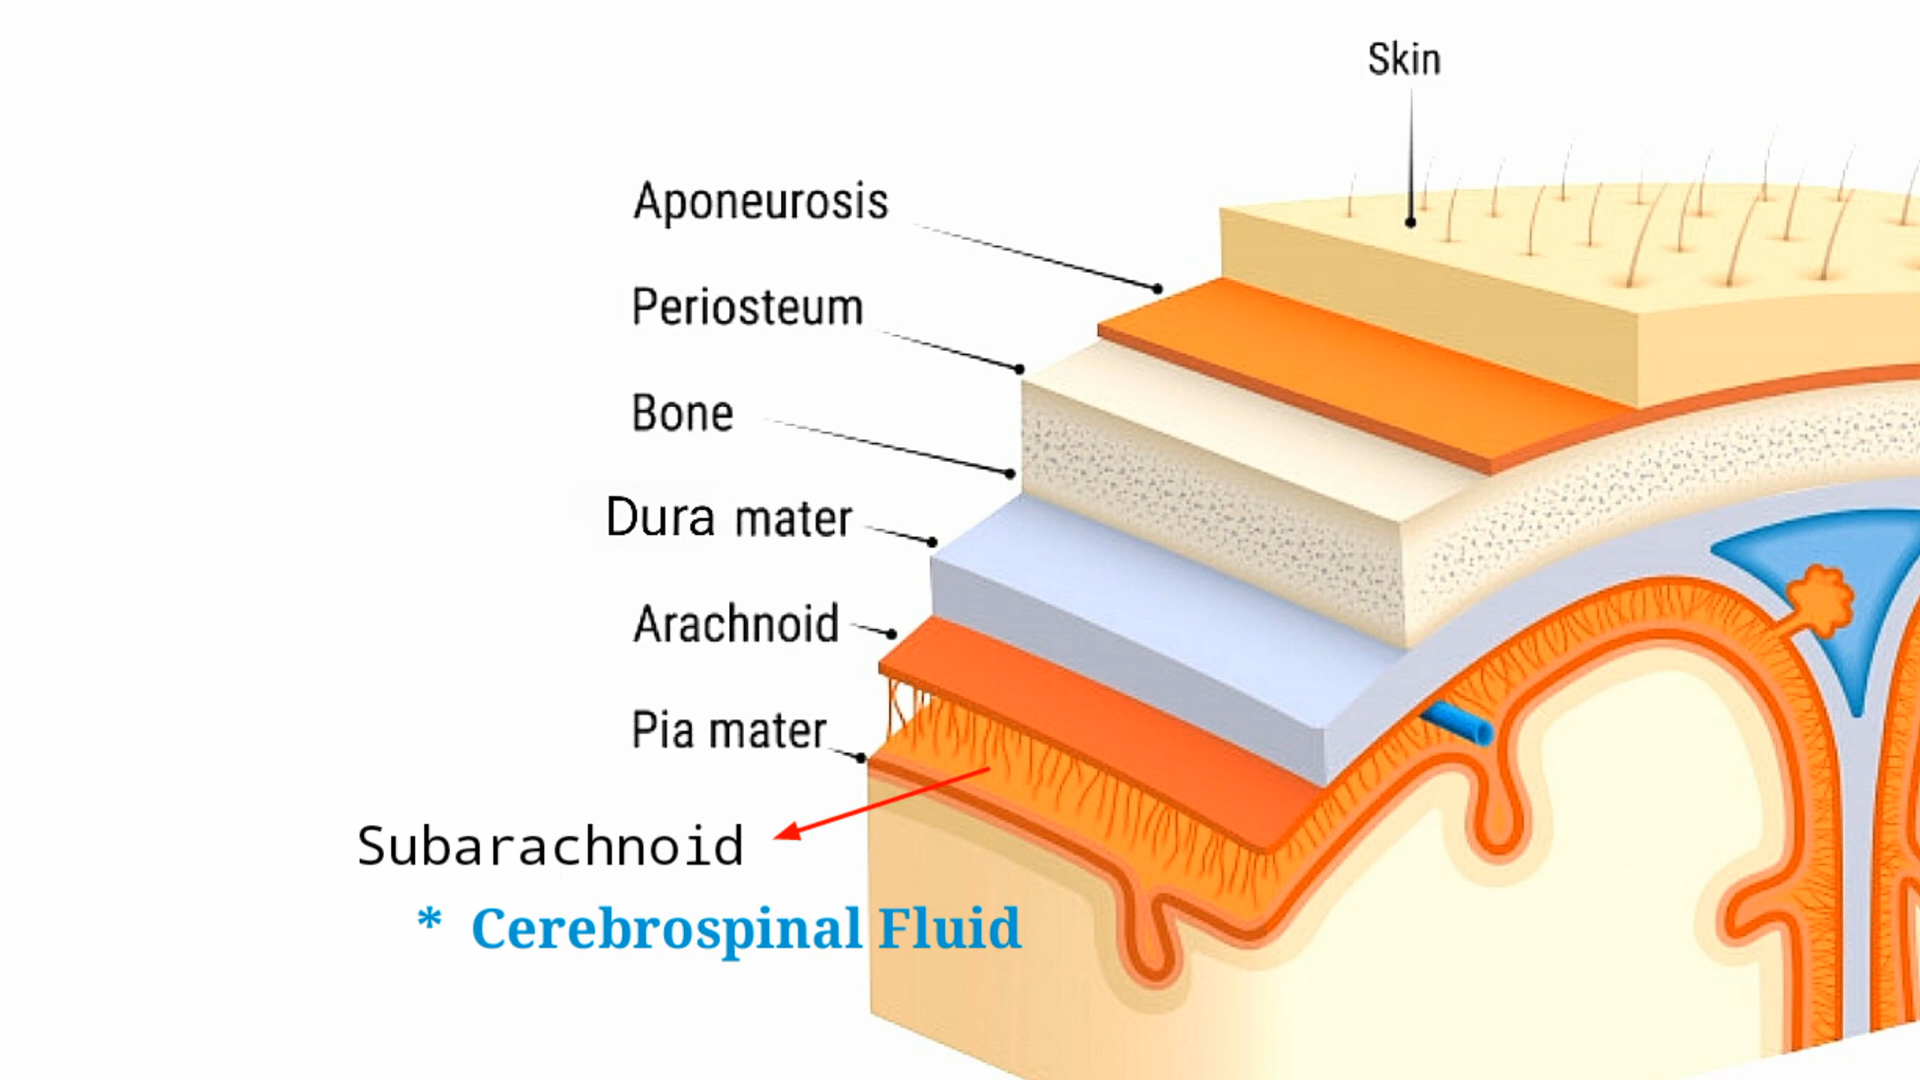 Skin
Aponeurosis
Periosteum
Bone
Dura mater
Arachnoid
Pia mater
Subarachnoid
* Cerebrospinal Fluid